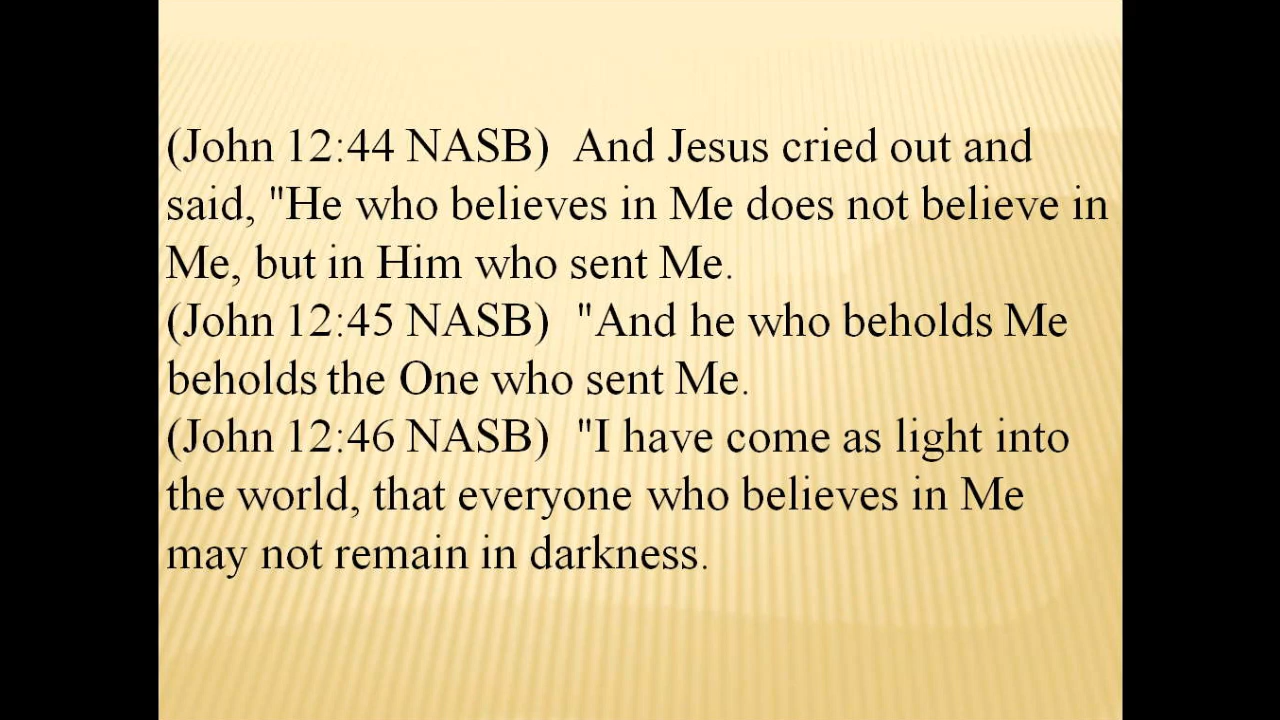 (John 12:44 NASB)  And Jesus cried out and
said, "He who believes in Me does not believe in
Me, but in Him who sent Me.
(John 12:45 NASB)  "And he who beholds Me
beholds the One who sent Me.
(John 12:46 NASB)  "I have come as light into
the world, that everyone who believes in Me
may not remain in darkness.